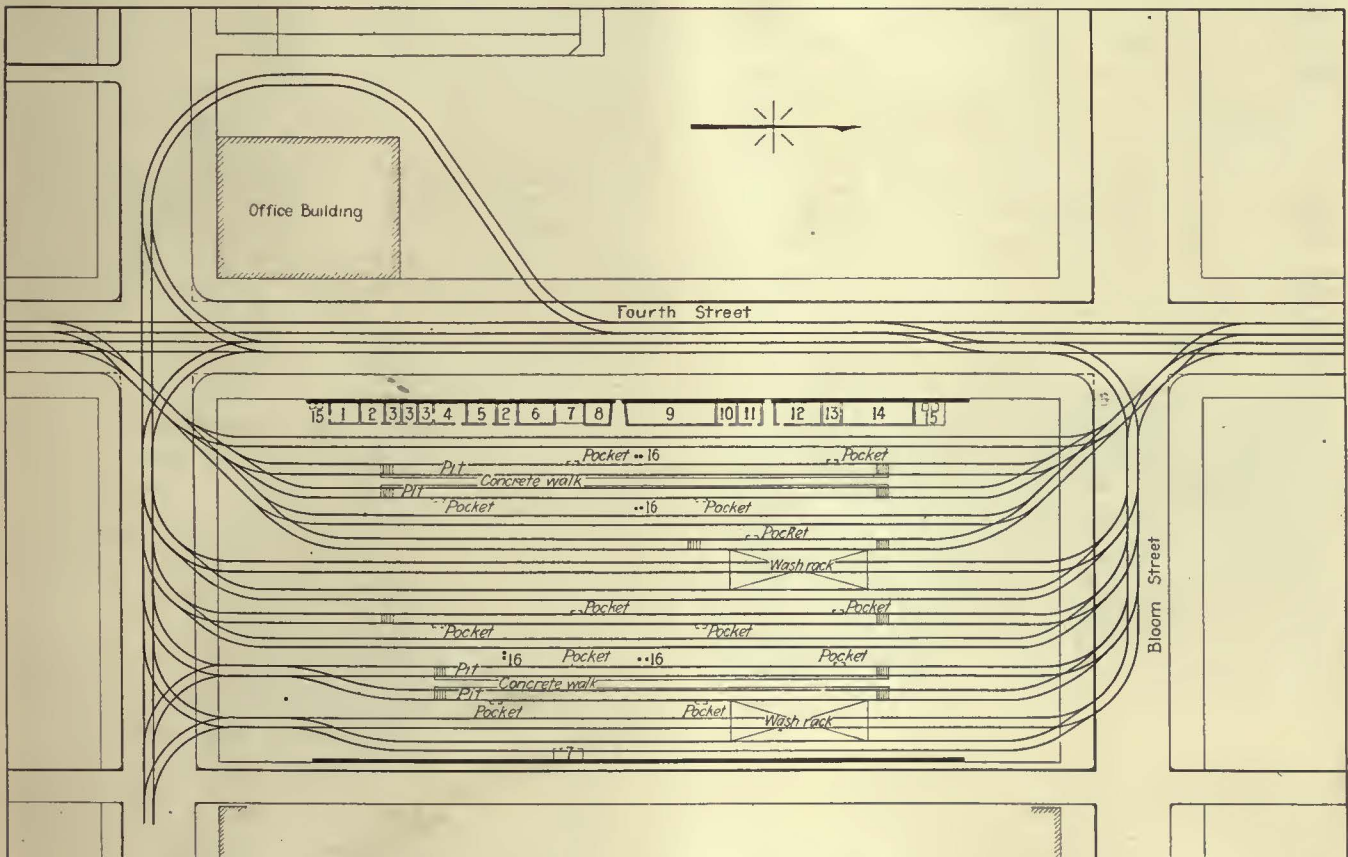 Office Building
Fourth Street
15 1 2 3 3 3 4 5 2 6 7 8 9 10 11 12 13 14 15
Pocket 16 Pocket
Pit
Concrete walk
Pit
Pocket 16 Pocket
Pocket
Wash rack
Bloom Street
Pocket Pocket
Pocket Pocket
16 Pocket 16 Pocket
Pit
Concrete walk
Pit
Pocket Pocket
Wash rack
7